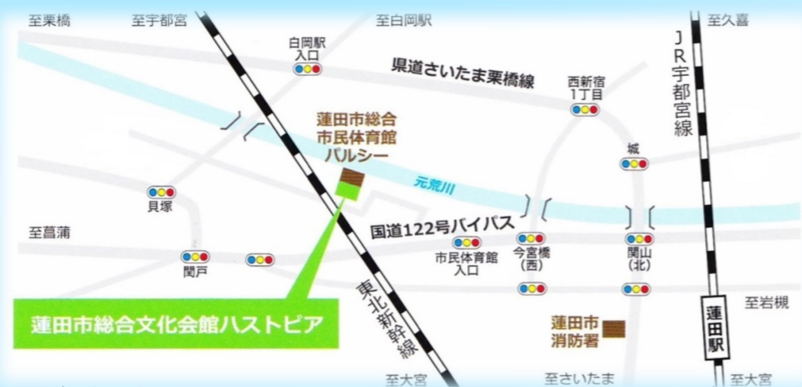 至栗橋
至宇都宮
至白岡駅
至久喜
白岡駅
入口
県道さいたま栗橋線
西新宿
1丁目
JR宇都宮線
蓮田市総合
市民体育館
パルシー
城
元荒川
貝塚
国道122号バイパス
至菖蒲
関戸
市民体育館
入口
今宮橋
(西)
関山
(北)
東北新幹線
蓮田市総合文化会館ハストピア
蓮田市
消防署
至岩槻
蓮田駅
至大宮
至さいたま
至大宮